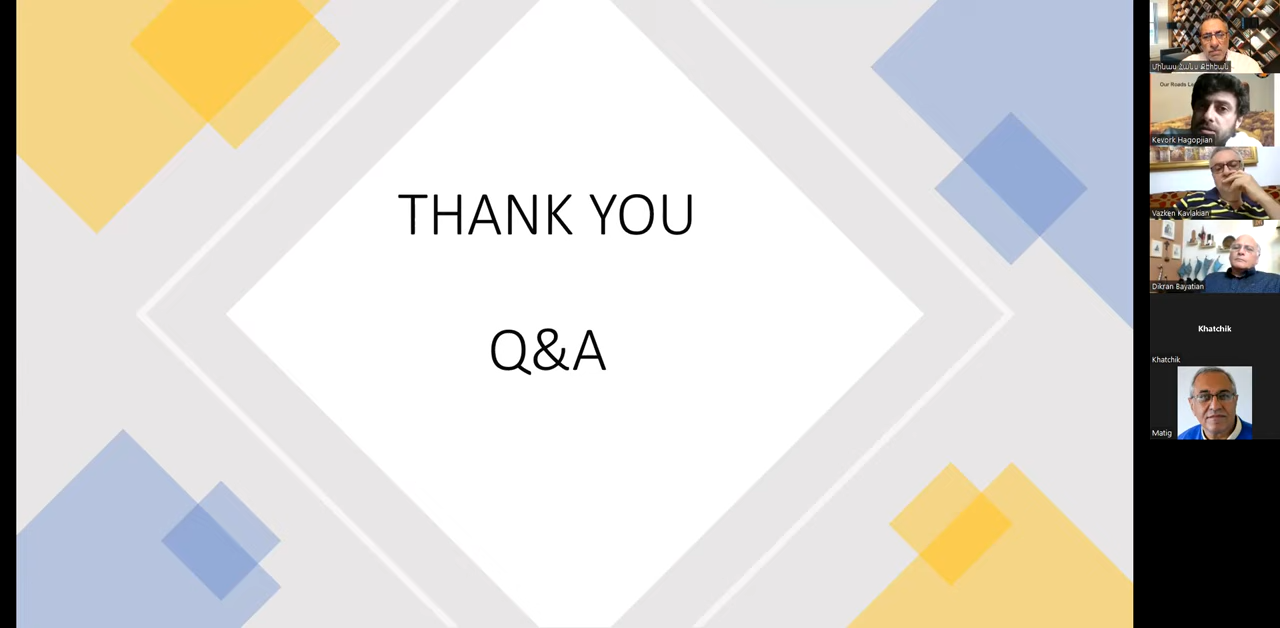 THANK YOU
Q&A
Kevork Hagopjian
Vazken Kavlakian
Dikran Bayatian
Khatchik
Khatchik
Matig